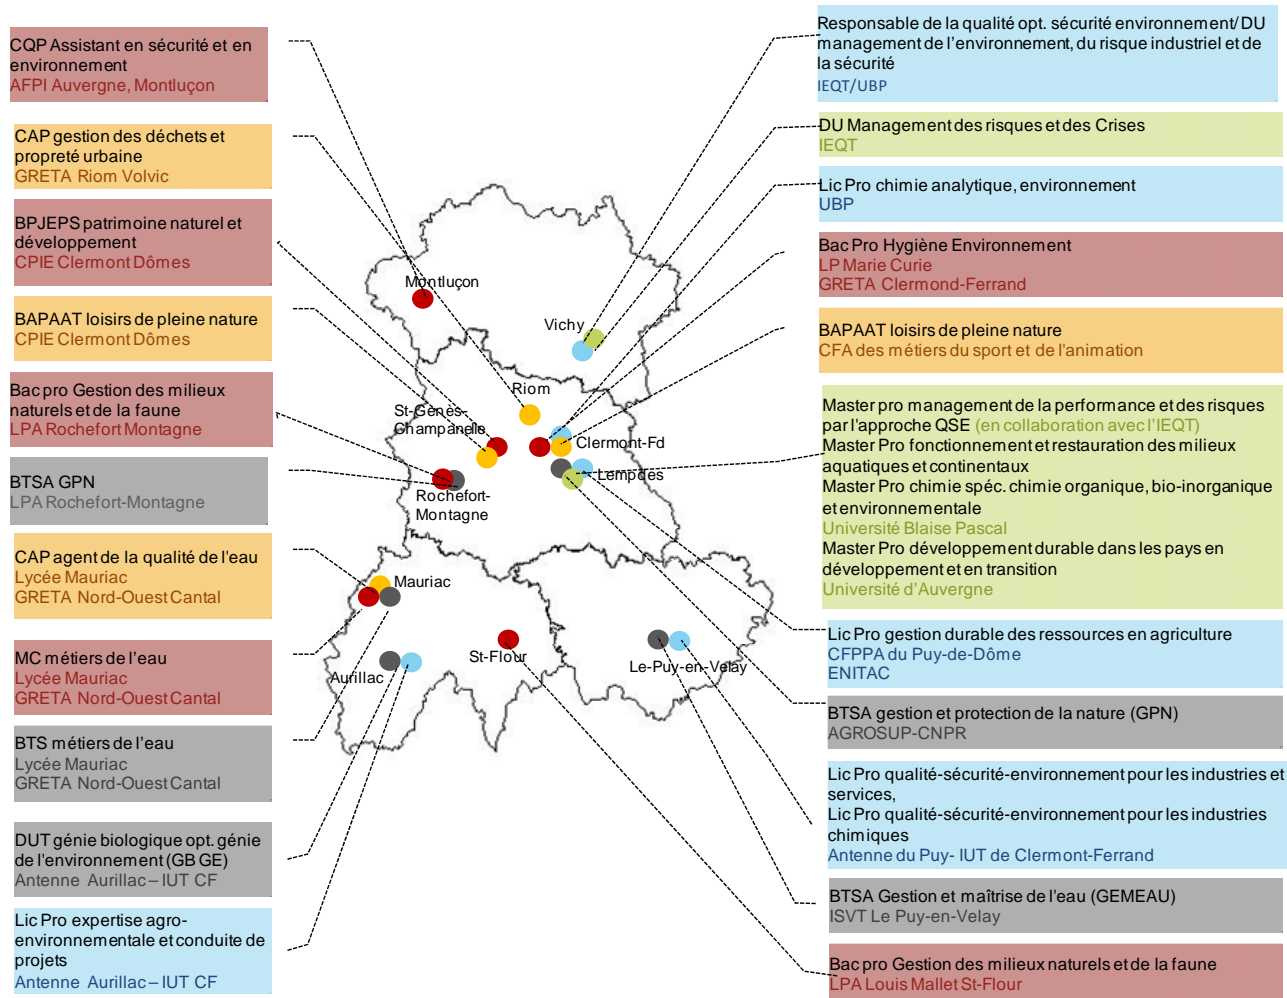 CQP Assistant en sécurité et en
environnement
AFPI Auvergne, Montluçon
CAP gestion des déchets et
propreté urbaine
GRETA Riom Volvic
BPJEPS patrimoine naturel et
développement
CPIE Clermont Dômes
BAPAAT loisirs de pleine nature
CPIE Clermont Dômes
Bac pro Gestion des milieux
naturels et de la faune
LPA Rochefort Montagne
BTSA GPN
LPA Rochefort-Montagne
CAP agent de la qualité de l'eau
Lycée Mauriac
GRETA Nord-Ouest Cantal
MC métiers de l'eau
Lycée Mauriac
GRETA Nord-Ouest Cantal
BTS métiers de l'eau
Lycée Mauriac
GRETA Nord-Ouest Cantal
DUT génie biologique opt. génie
de l'environnement (GB GE)
Antenne Aurillac – IUT CF
Lic Pro expertise agro-
environnementale et conduite de
projets
Antenne Aurillac – IUT CF
Montluçon
Vichy
Riom
St-Genès-
Champanelle
Clermont-Fd
Lempdes
Rochefort-
Montagne
Mauriac
St-Flour
Aurillac
Le-Puy-en-Velay
Responsable de la qualité opt. sécurité environnement/ DU
management de l'environnement, du risque industriel et de
la sécurité
IEQT/UBP
DU Management des risques et des Crises
IEQT
Lic Pro chimie analytique, environnement
UBP
Bac Pro Hygiène Environnement
LP Marie Curie
GRETA Clermond-Ferrand
BAPAAT loisirs de pleine nature
CFA des métiers du sport et de l'animation
Master pro management de la performance et des risques
par l'approche QSE (en collaboration avec l'IEQT)
Master Pro fonctionnement et restauration des milieux
aquatiques et continentaux
Master Pro chimie spéc. chimie organique, bio-inorganique
et environnementale
Université Blaise Pascal
Master Pro développement durable dans les pays en
développement et en transition
Université d'Auvergne
Lic Pro gestion durable des ressources en agriculture
CFPPA du Puy-de-Dôme
ENITAC
BTSA gestion et protection de la nature (GPN)
AGROSUP-CNPR
Lic Pro qualité-sécurité-environnement pour les industries et
services,
Lic Pro qualité-sécurité-environnement pour les industries
chimiques
Antenne du Puy- IUT de Clermont-Ferrand
BTSA Gestion et maîtrise de l'eau (GEMEAU)
ISVT Le Puy-en-Velay
Bac pro Gestion des milieux naturels et de la faune
LPA Louis Mallet St-Flour